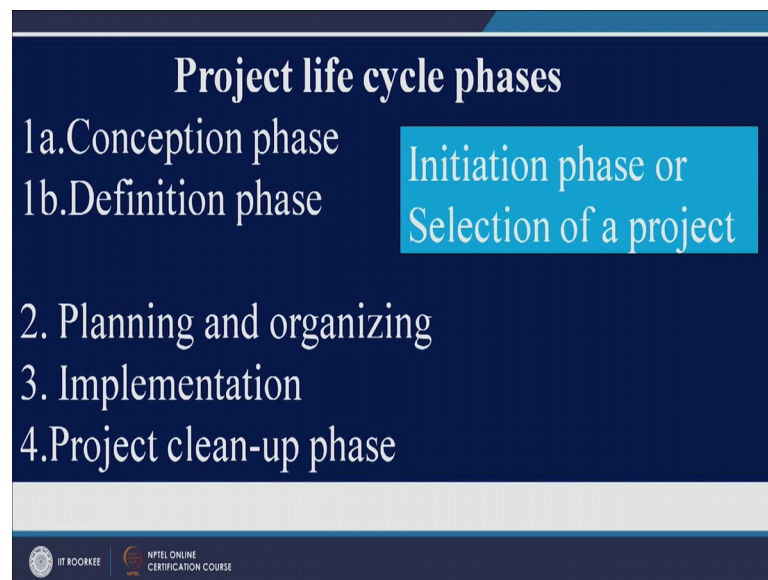 Project life cycle phases
1a.Conception phase
1b.Definition phase
Initiation phase or
Selection of a project
2. Planning and organizing
3. Implementation
4.Project clean-up phase
IIT ROORKEE
NPTEL ONLINE
CERTIFICATION COURSE
NPTEL